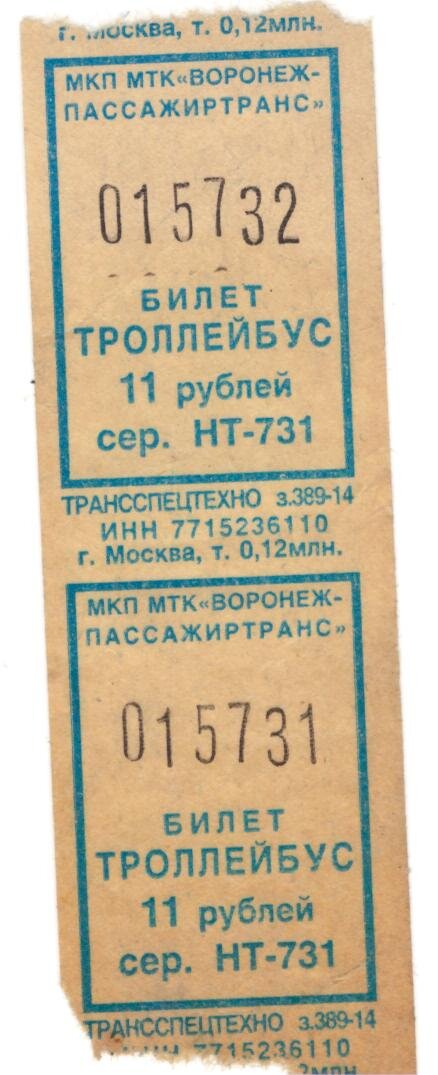 г. Москва, т. 0,12млн.
МКП МТК«ВОРОНЕЖ-
ПАССАЖИРТРАНС»
015732
БИЛЕТ
ТРОЛЛЕЙБУС
11 рублей
сер. НТ-731
ТРАНССПЕЦТЕХНО з.389-14
ИНН 7715236110
г. Москва, т. 0,12млн.
МКП МТК«ВОРОНЕЖ-
ПАССАЖИРТРАНС»
015731
БИЛЕТ
ТРОЛЛЕЙБУС
11 рублей
сер. НТ-731
ТРАНССПЕЦТЕХНО з.389-14
ИНН 7715236110